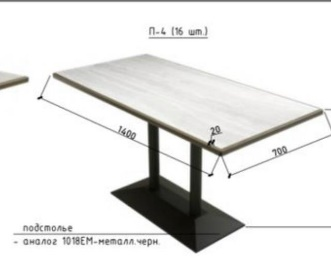 П-4 (16 шт.)
1400
20
700
подстолье
- аналог 1018ЕМ-металл.черн.